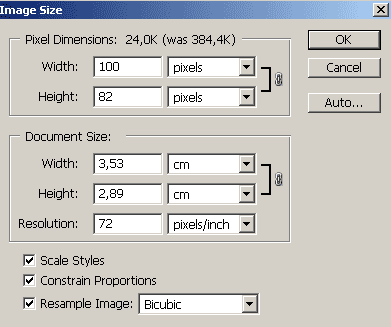 Image Size
Pixel Dimensions: 24,0K (was 384,4K)
OK
Width: 100 pixels
Cancel
Height: 82 pixels
Auto...
Document Size:
Width: 3,53 cm
Height: 2,89 cm
Resolution: 72 pixels/inch
Scale Styles
Constrain Proportions
Resample Image: Bicubic